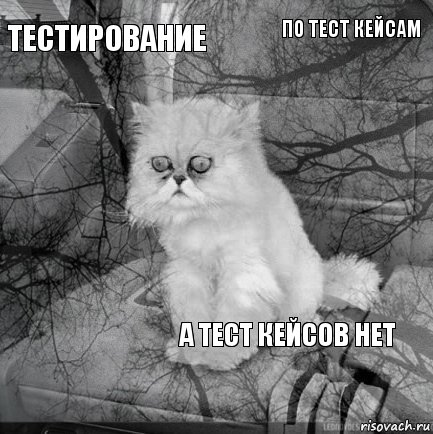 ТЕСТИРОВАНИЕ
ПО ТЕСТ КЕЙСАМ
А ТЕСТ КЕЙСОВ НЕТ
risovach.ru